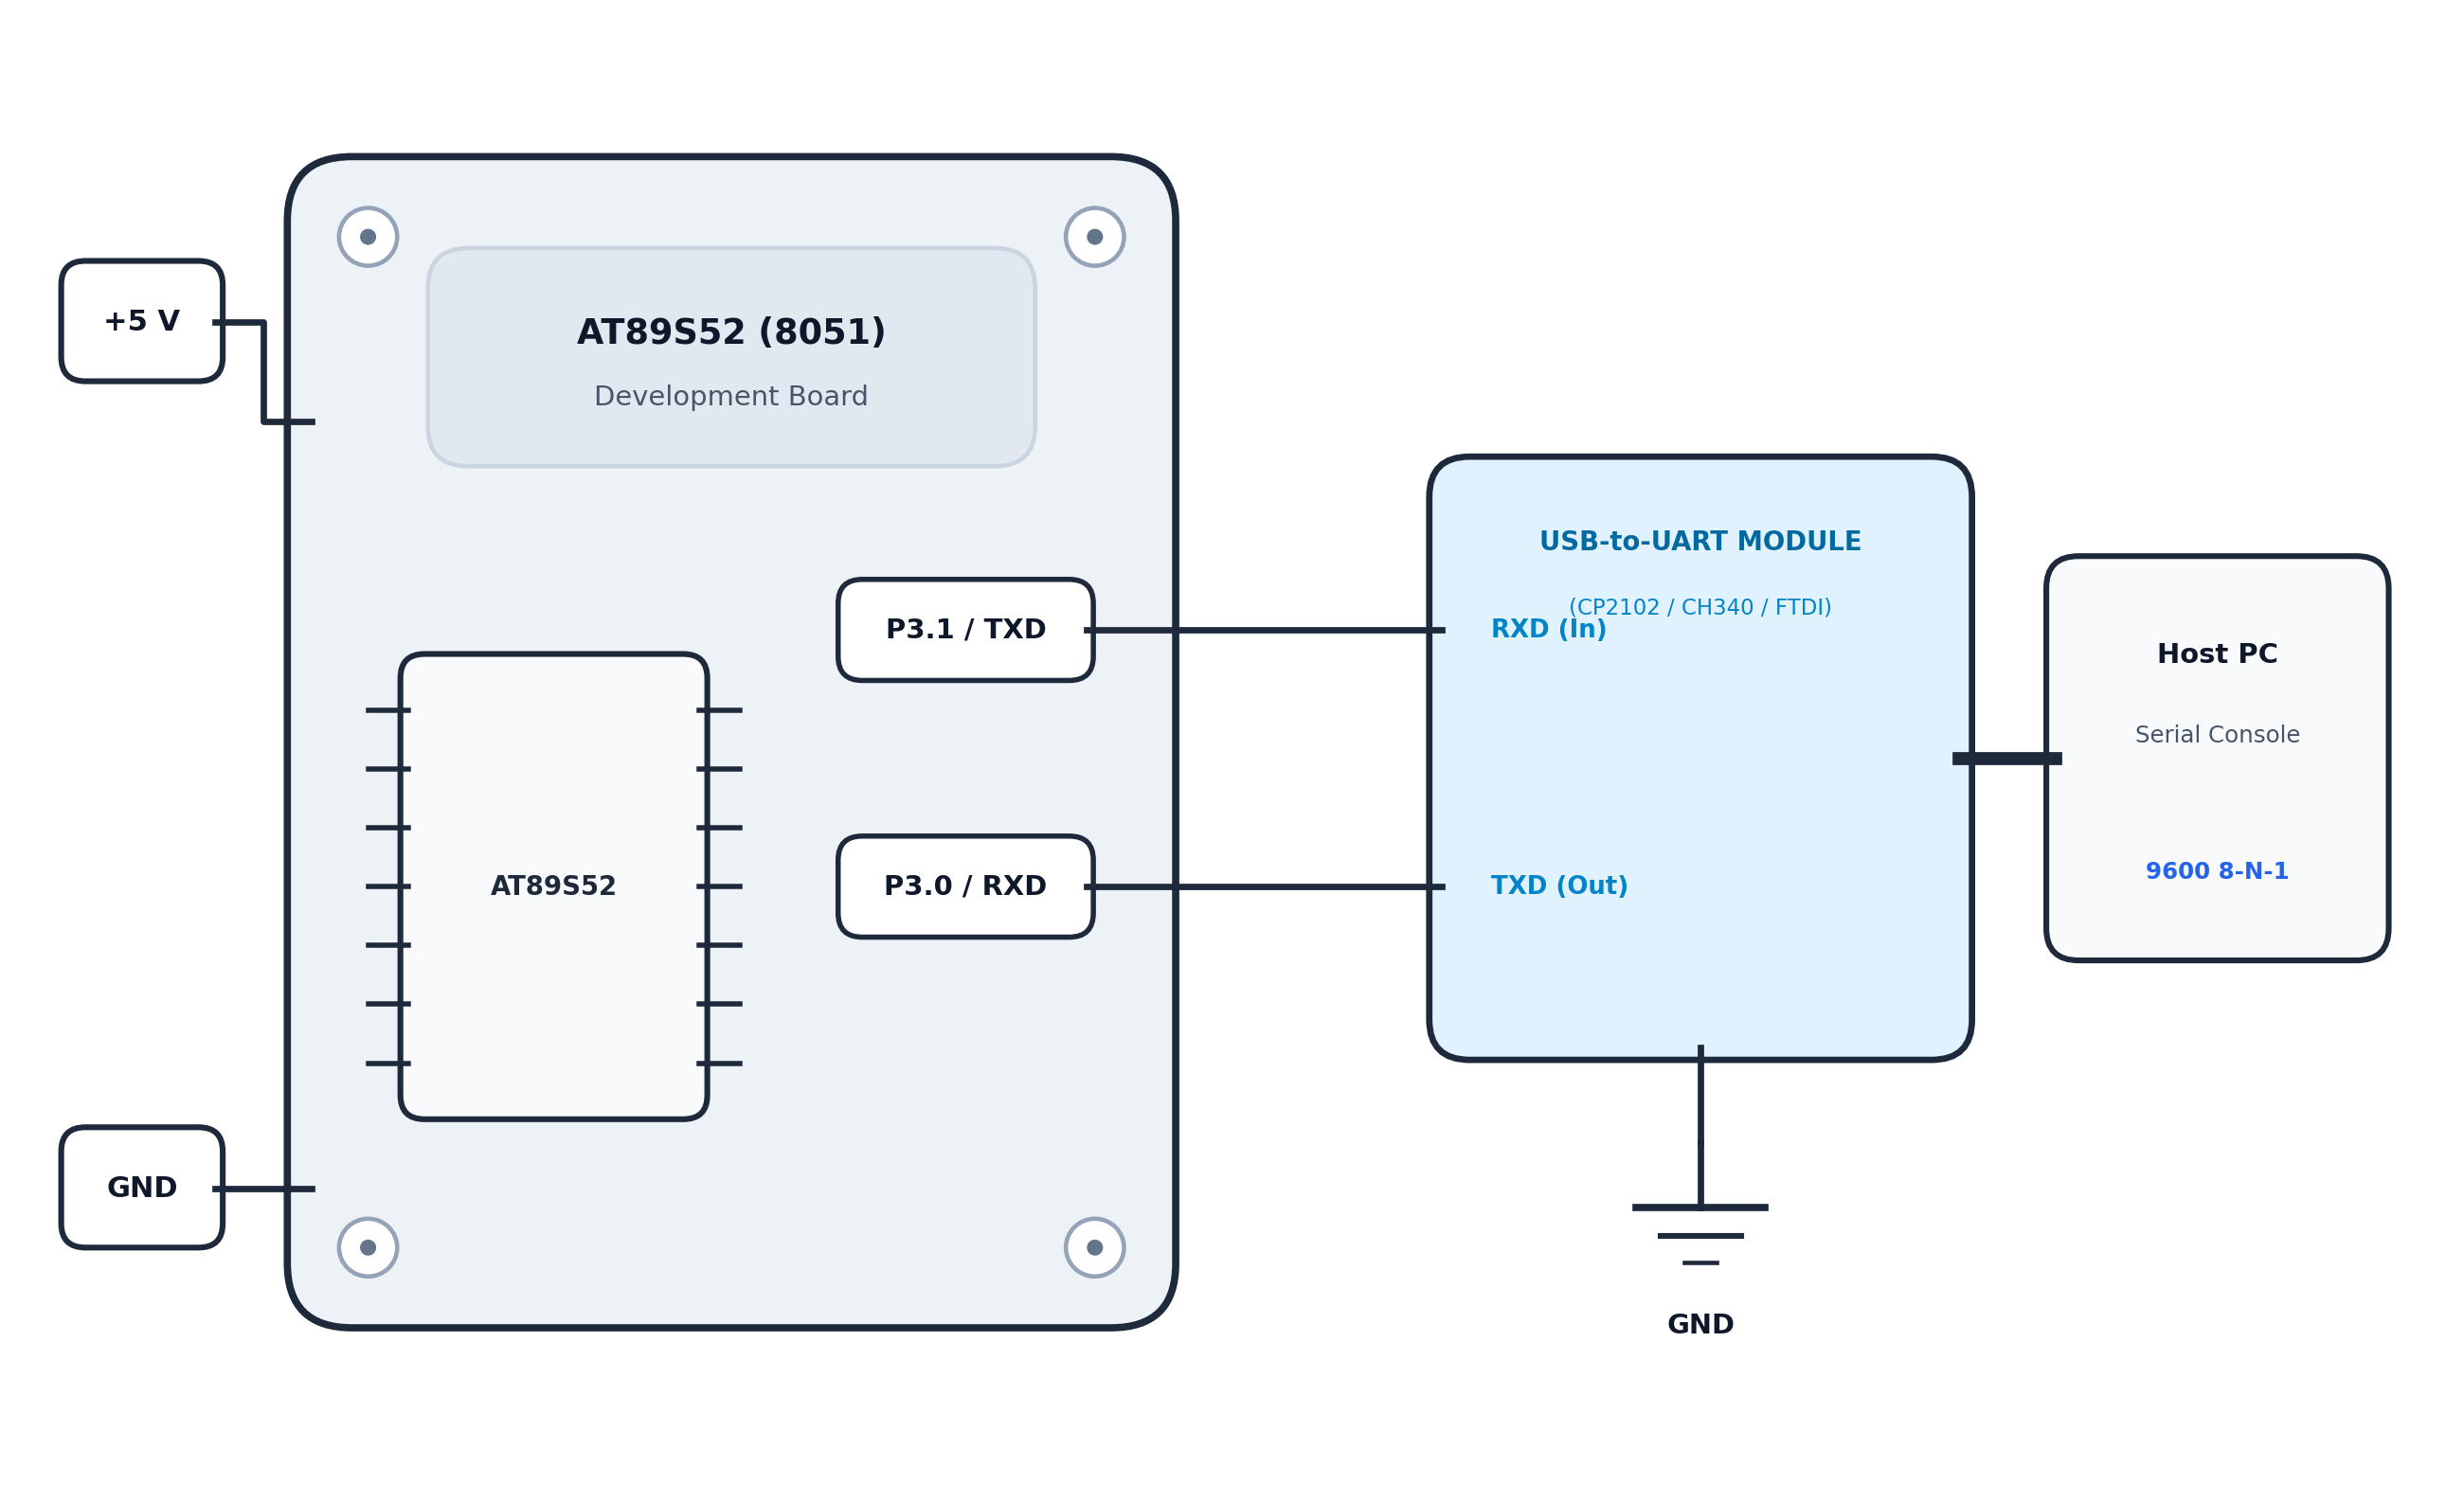 +5 V
AT89S52 (8051)
Development Board
USB-to-UART MODULE
(CP2102 / CH340 / FTDI)
P3.1 / TXD
RXD (In)
Host PC
Serial Console
AT89S52
P3.0 / RXD
TXD (Out)
9600 8-N-1
GND
GND